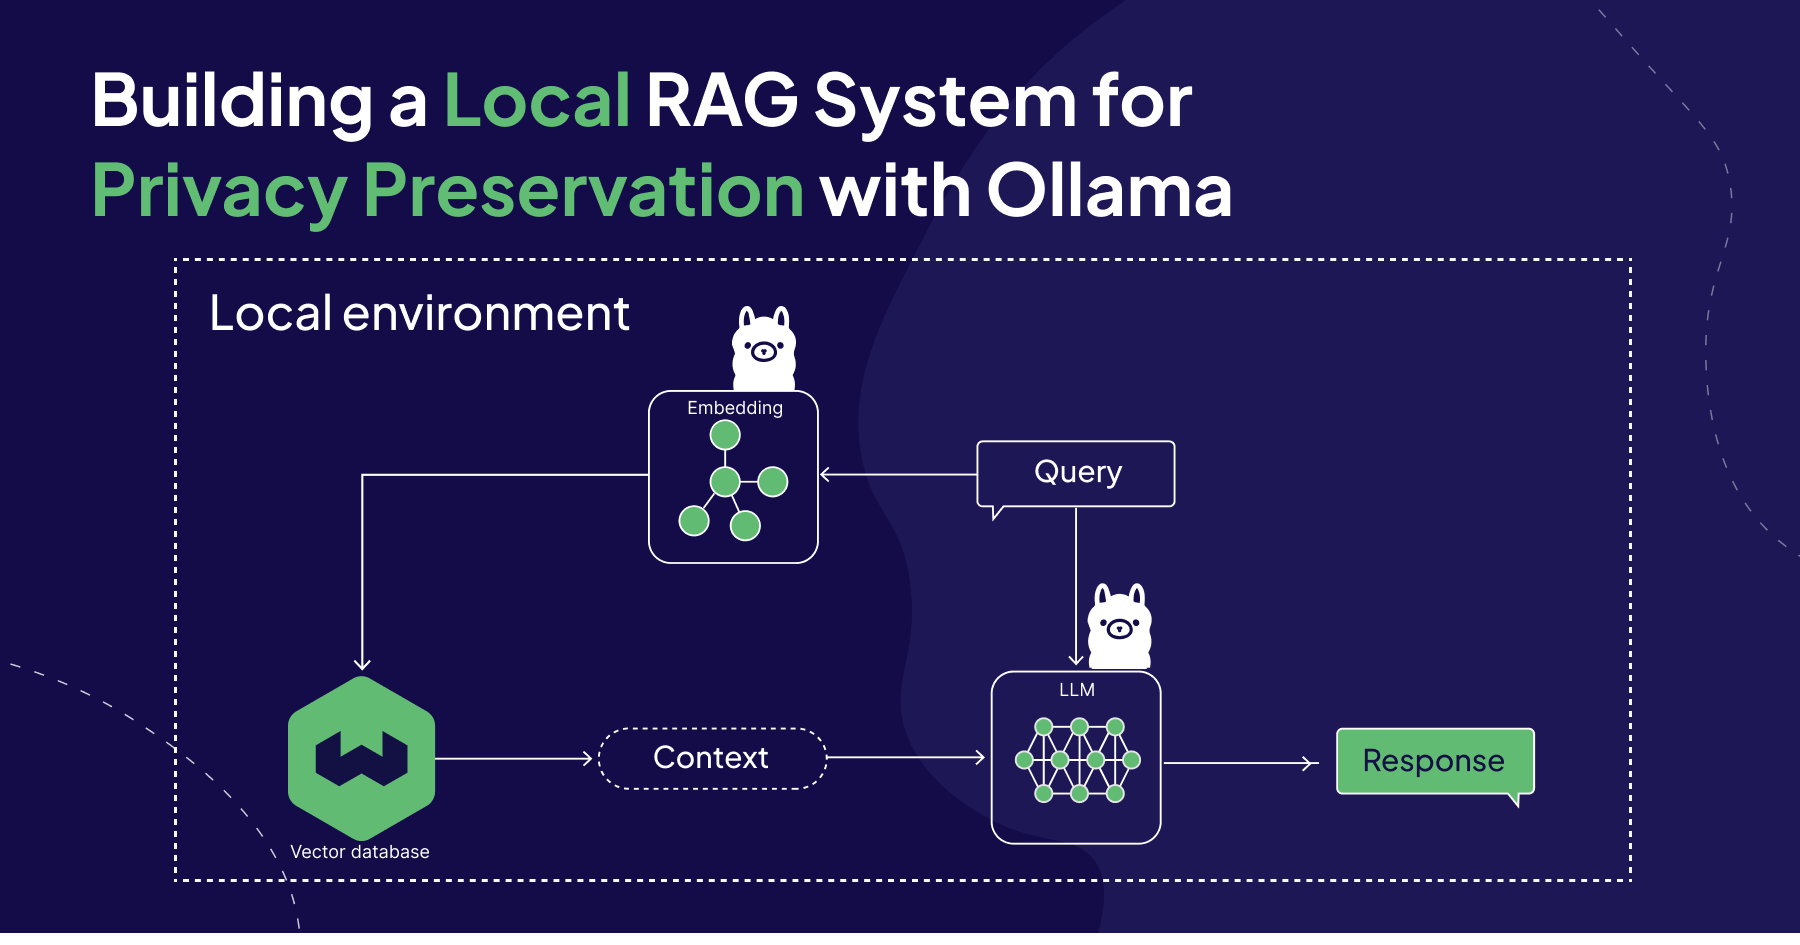 Building a Local RAG System for
Privacy Preservation with Ollama
Local environment
Embedding
Query
LLM
Context
Response
Vector database